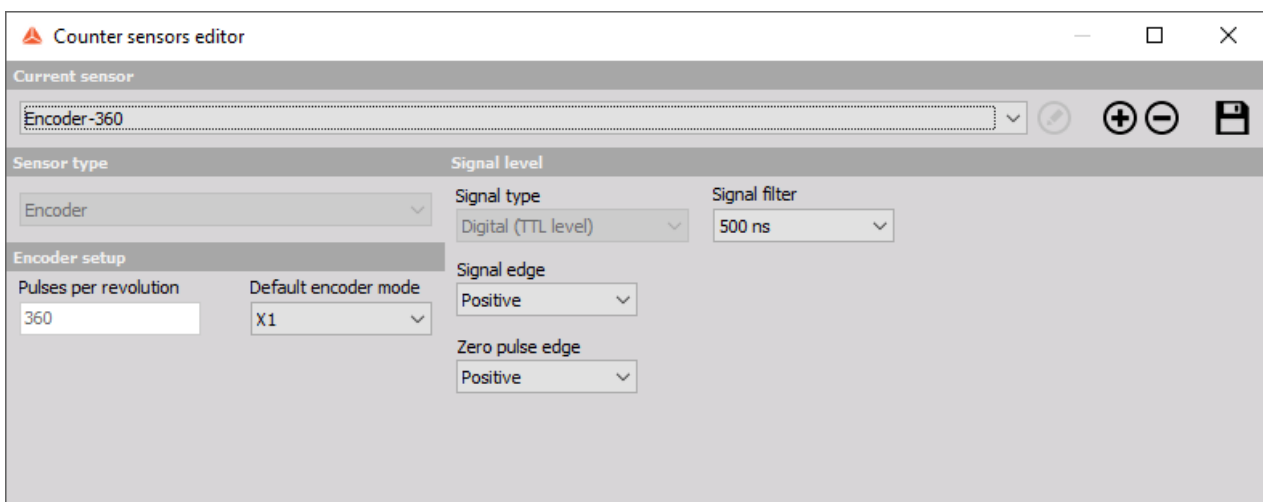 Counter sensors editor
Current sensor
Encoder-360
Sensor type
Encoder
Encoder setup
Pulses per revolution Default encoder mode
360 X1
Signal level
Signal type Signal filter
Digital (TTL level) 500 ns
Signal edge
Positive
Zero pulse edge
Positive